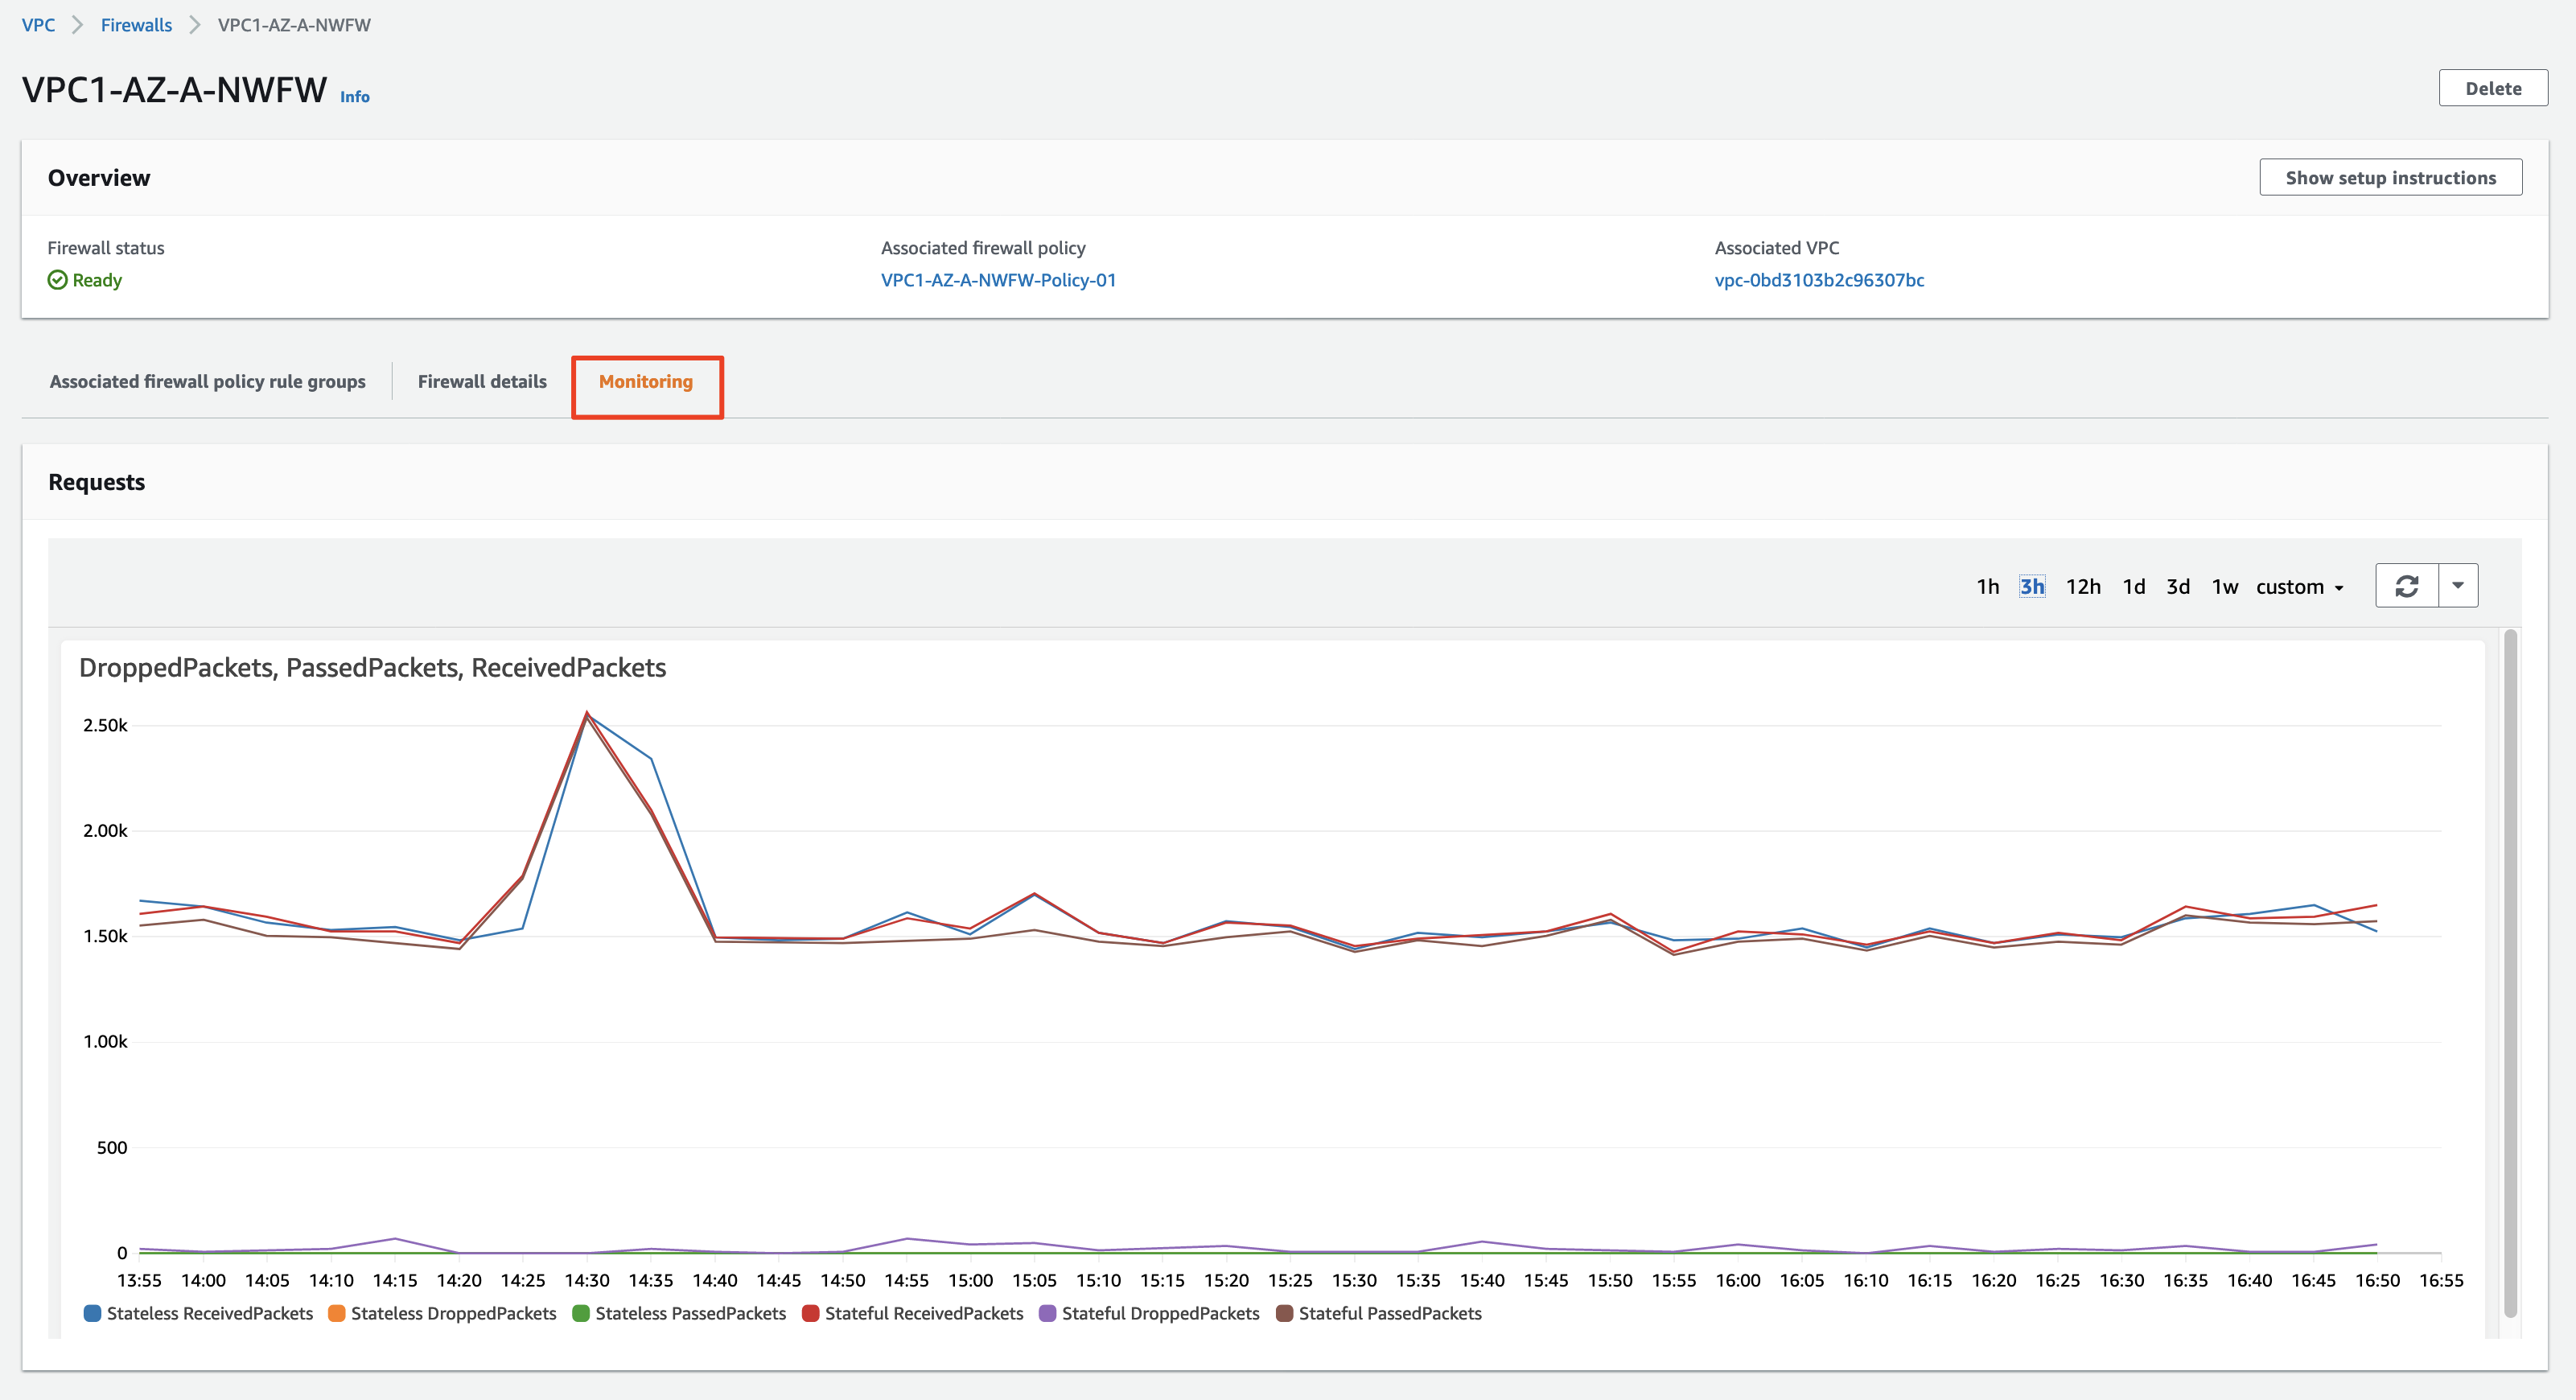 VPC > Firewalls > VPC1-AZ-A-NWFW
VPC1-AZ-A-NWFW Info
Delete
Overview
Show setup instructions
Firewall status
Associated firewall policy
Associated VPC
Ready
VPC1-AZ-A-NWFW-Policy-01
vpc-0bd3103b2c96307bc
Associated firewall policy rule groups
Firewall details
Monitoring
Requests
1h 3h 12h 1d 3d 1w custom
DroppedPackets, PassedPackets, ReceivedPackets
2.50k
2.00k
1.50k
1.00k
500
0
13:55 14:00 14:05 14:10 14:15 14:20 14:25 14:30 14:35 14:40 14:45 14:50 14:55 15:00 15:05 15:10 15:15 15:20 15:25 15:30 15:35 15:40 15:45 15:50 15:55 16:00 16:05 16:10 16:15 16:20 16:25 16:30 16:35 16:40 16:45 16:50 16:55
Stateless ReceivedPackets Stateless DroppedPackets Stateless PassedPackets Stateful ReceivedPackets Stateful DroppedPackets Stateful PassedPackets